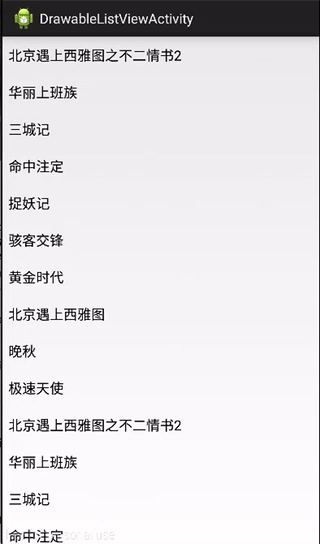 DrawableListViewActivity
北京遇上西雅图之不二情书2
华丽上班族
三城记
命中注定
捉妖记
骇客交锋
黄金时代
北京遇上西雅图
晚秋
极速天使
北京遇上西雅图之不二情书2
华丽上班族
三城记
命中注定